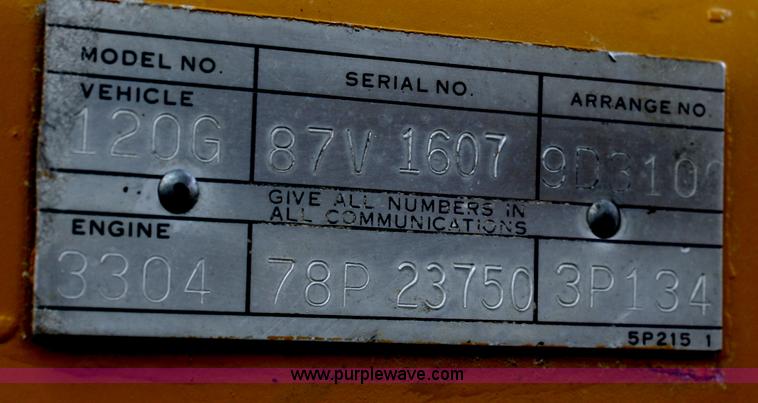 MODEL NO. SERIAL NO. ARRANGE NO.
VEHICLE
120G 87V 1607 9D3100
GIVE ALL NUMBERS IN
ALL COMMUNICATIONS
ENGINE
3304 78P 23750 3P134
5P215 1
www.purplewave.com